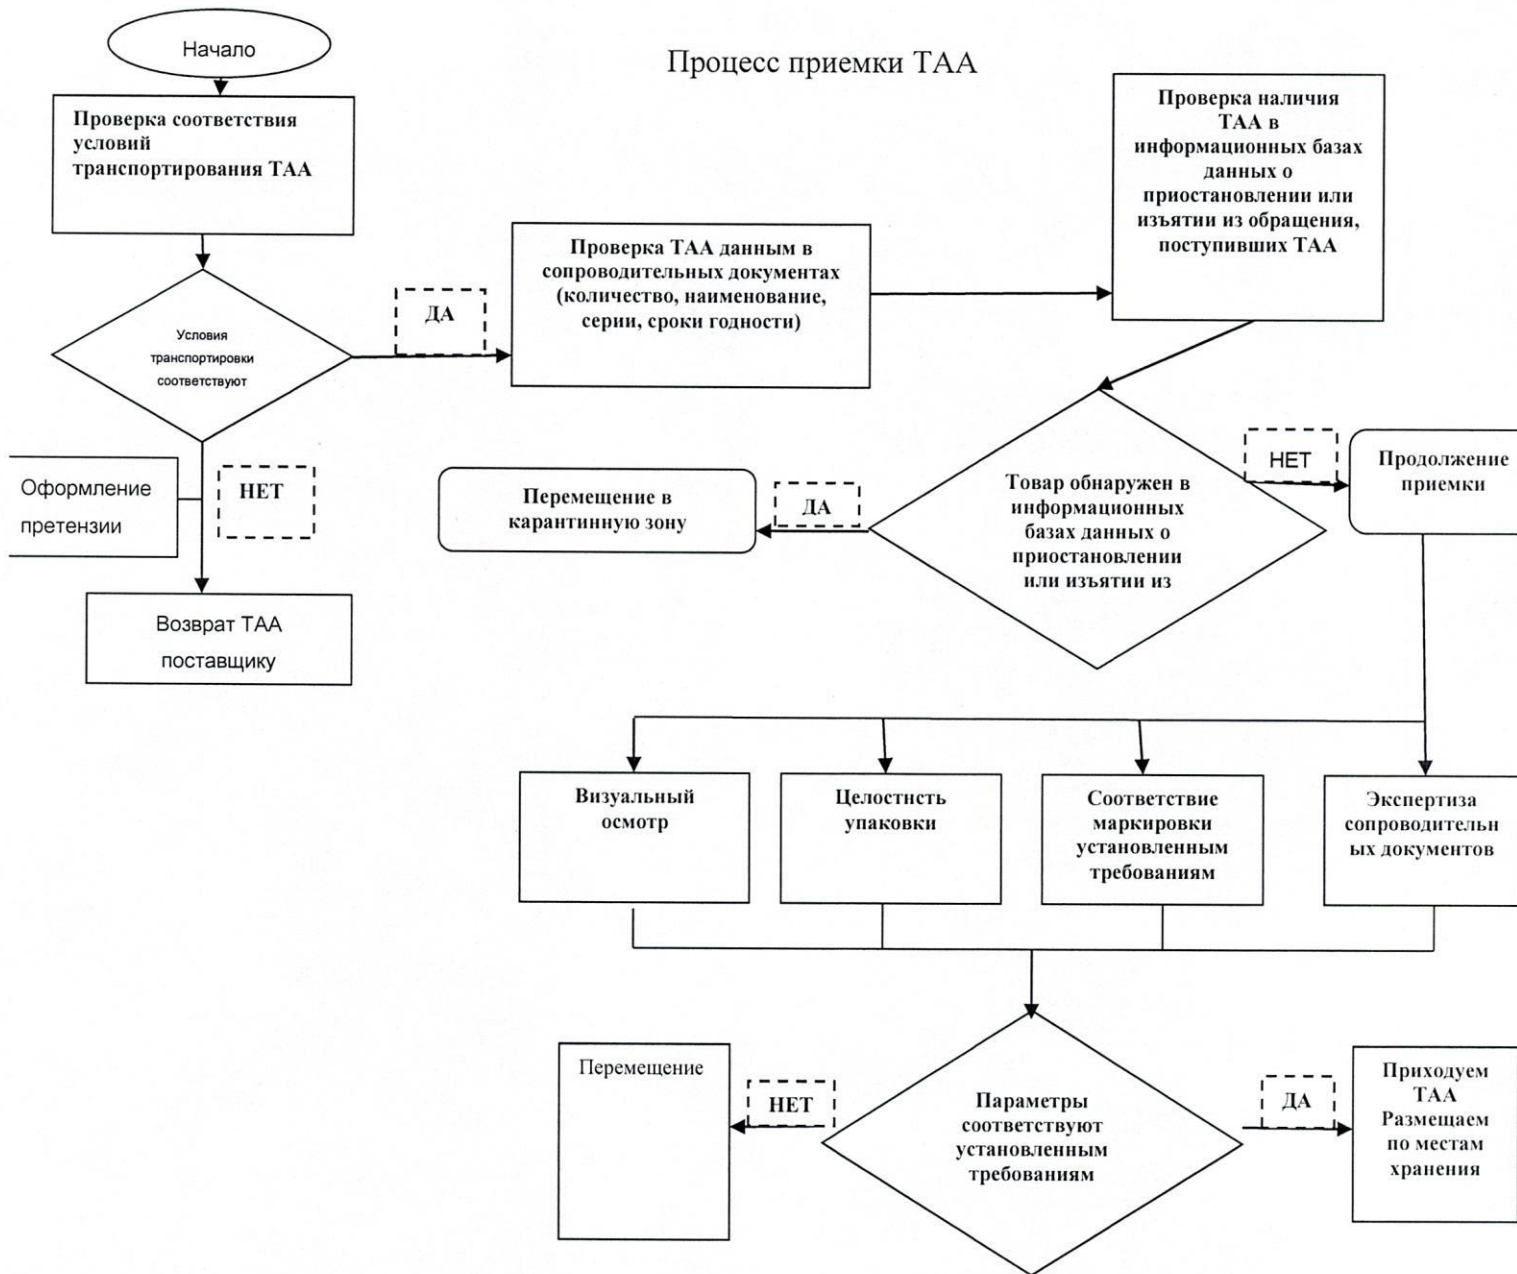 Начало
Процесс приемки ТАА
Проверка соответствия
условий
транспортирования ТАА
Проверка наличия
ТАА в
информационных базах
данных о
приостановлении или
изъятии из обращения,
поступивших ТАА
Проверка ТАА данным в
сопроводительных документах
(количество, наименование,
серии, сроки годности)
ДА
Условия
транспортировки
соответствуют
Оформление
претензии
НЕТ
Возврат ТАА
поставщику
Перемещение в
карантинную зону
ДА
Товар обнаружен в
информационных
базах данных о
приостановлении
или изъятии из
НЕТ
Продолжение
приемки
Визуальный
осмотр
Целостнсть
упаковки
Соответствие
маркировки
установленным
требованиям
Экспертиза
сопроводительн
ых документов
Перемещение
НЕТ
Параметры
соответствуют
установленным
требованиям
ДА
Приходуем
ТАА
Размещаем
по местам
хранения